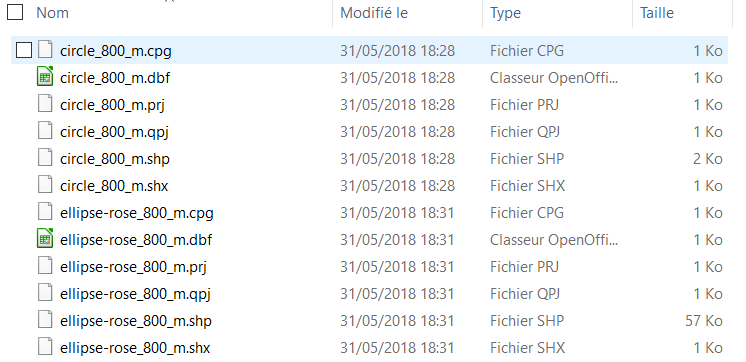 Nom Modifié le Type Taille
circle_800_m.cpg 31/05/2018 18:28 Fichier CPG 1 Ko
circle_800_m.dbf 31/05/2018 18:28 Classeur OpenOffi... 1 Ko
circle_800_m.prj 31/05/2018 18:28 Fichier PRJ 1 Ko
circle_800_m.qpj 31/05/2018 18:28 Fichier QPJ 1 Ko
circle_800_m.shp 31/05/2018 18:28 Fichier SHP 2 Ko
circle_800_m.shx 31/05/2018 18:28 Fichier SHX 1 Ko
ellipse-rose_800_m.cpg 31/05/2018 18:31 Fichier CPG 1 Ko
ellipse-rose_800_m.dbf 31/05/2018 18:31 Classeur OpenOffi... 1 Ko
ellipse-rose_800_m.prj 31/05/2018 18:31 Fichier PRJ 1 Ko
ellipse-rose_800_m.qpj 31/05/2018 18:31 Fichier QPJ 1 Ko
ellipse-rose_800_m.shp 31/05/2018 18:31 Fichier SHP 57 Ko
ellipse-rose_800_m.shx 31/05/2018 18:31 Fichier SHX 1 Ko